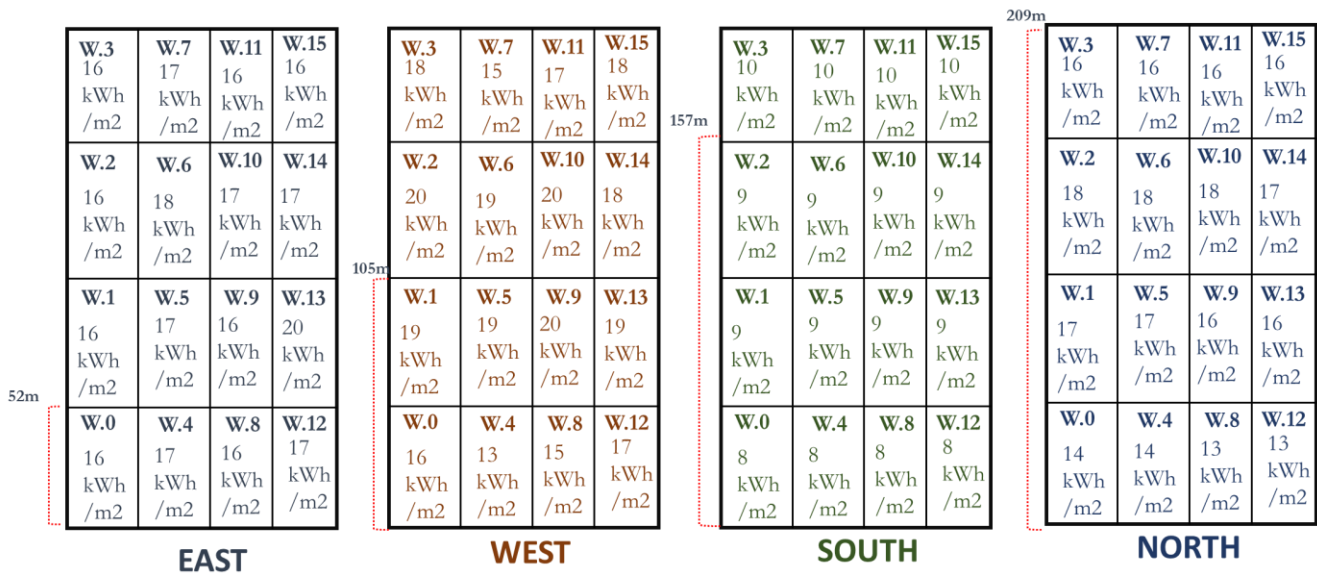 209m
W.3 W.7 W.11 W.15
16 kWh /m2 17 kWh /m2 16 kWh /m2 16 kWh /m2
W.2 W.6 W.10 W.14
16 kWh /m2 18 kWh /m2 17 kWh /m2 17 kWh /m2
W.1 W.5 W.9 W.13
16 kWh /m2 17 kWh /m2 16 kWh /m2 20 kWh /m2
52m
W.0 W.4 W.8 W.12
16 kWh /m2 17 kWh /m2 16 kWh /m2 17 kWh /m2
EAST
W.3 W.7 W.11 W.15
18 kWh /m2 15 kWh /m2 17 kWh /m2 18 kWh /m2
W.2 W.6 W.10 W.14
20 kWh /m2 19 kWh /m2 20 kWh /m2 18 kWh /m2
105m
W.1 W.5 W.9 W.13
19 kWh /m2 19 kWh /m2 20 kWh /m2 19 kWh /m2
W.0 W.4 W.8 W.12
16 kWh /m2 13 kWh /m2 15 kWh /m2 17 kWh /m2
WEST
W.3 W.7 W.11 W.15
10 kWh /m2 10 kWh /m2 10 kWh /m2 10 kWh /m2
157m
W.2 W.6 W.10 W.14
9 kWh /m2 9 kWh /m2 9 kWh /m2 9 kWh /m2
W.1 W.5 W.9 W.13
9 kWh /m2 9 kWh /m2 9 kWh /m2 9 kWh /m2
W.0 W.4 W.8 W.12
8 kWh /m2 8 kWh /m2 8 kWh /m2 8 kWh /m2
SOUTH
W.3 W.7 W.11 W.15
16 kWh /m2 16 kWh /m2 16 kWh /m2 16 kWh /m2
W.2 W.6 W.10 W.14
18 kWh /m2 18 kWh /m2 18 kWh /m2 17 kWh /m2
W.1 W.5 W.9 W.13
17 kWh /m2 17 kWh /m2 16 kWh /m2 16 kWh /m2
W.0 W.4 W.8 W.12
14 kWh /m2 14 kWh /m2 13 kWh /m2 13 kWh /m2
NORTH